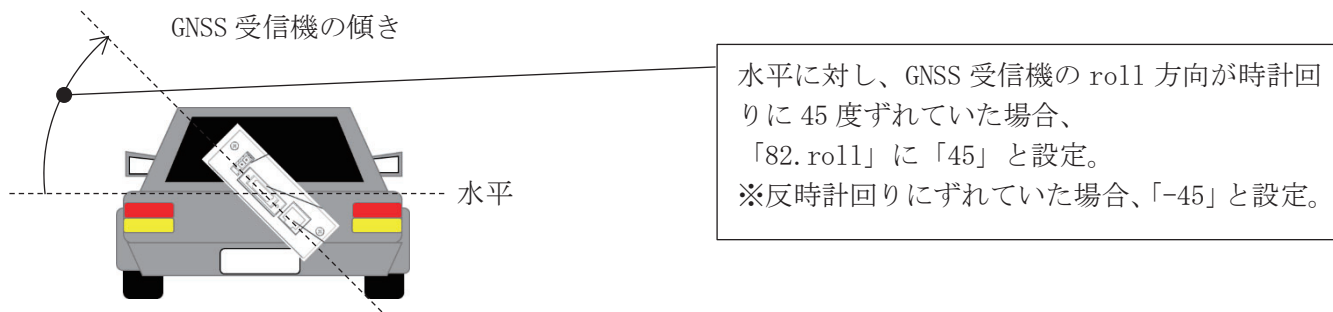 GNSS 受信機の傾き
水平に対し、GNSS 受信機の roll 方向が時計回
りに 45 度ずれていた場合、
「82.roll」に「45」と設定。
※反時計回りにずれていた場合、「-45」と設定。
水平